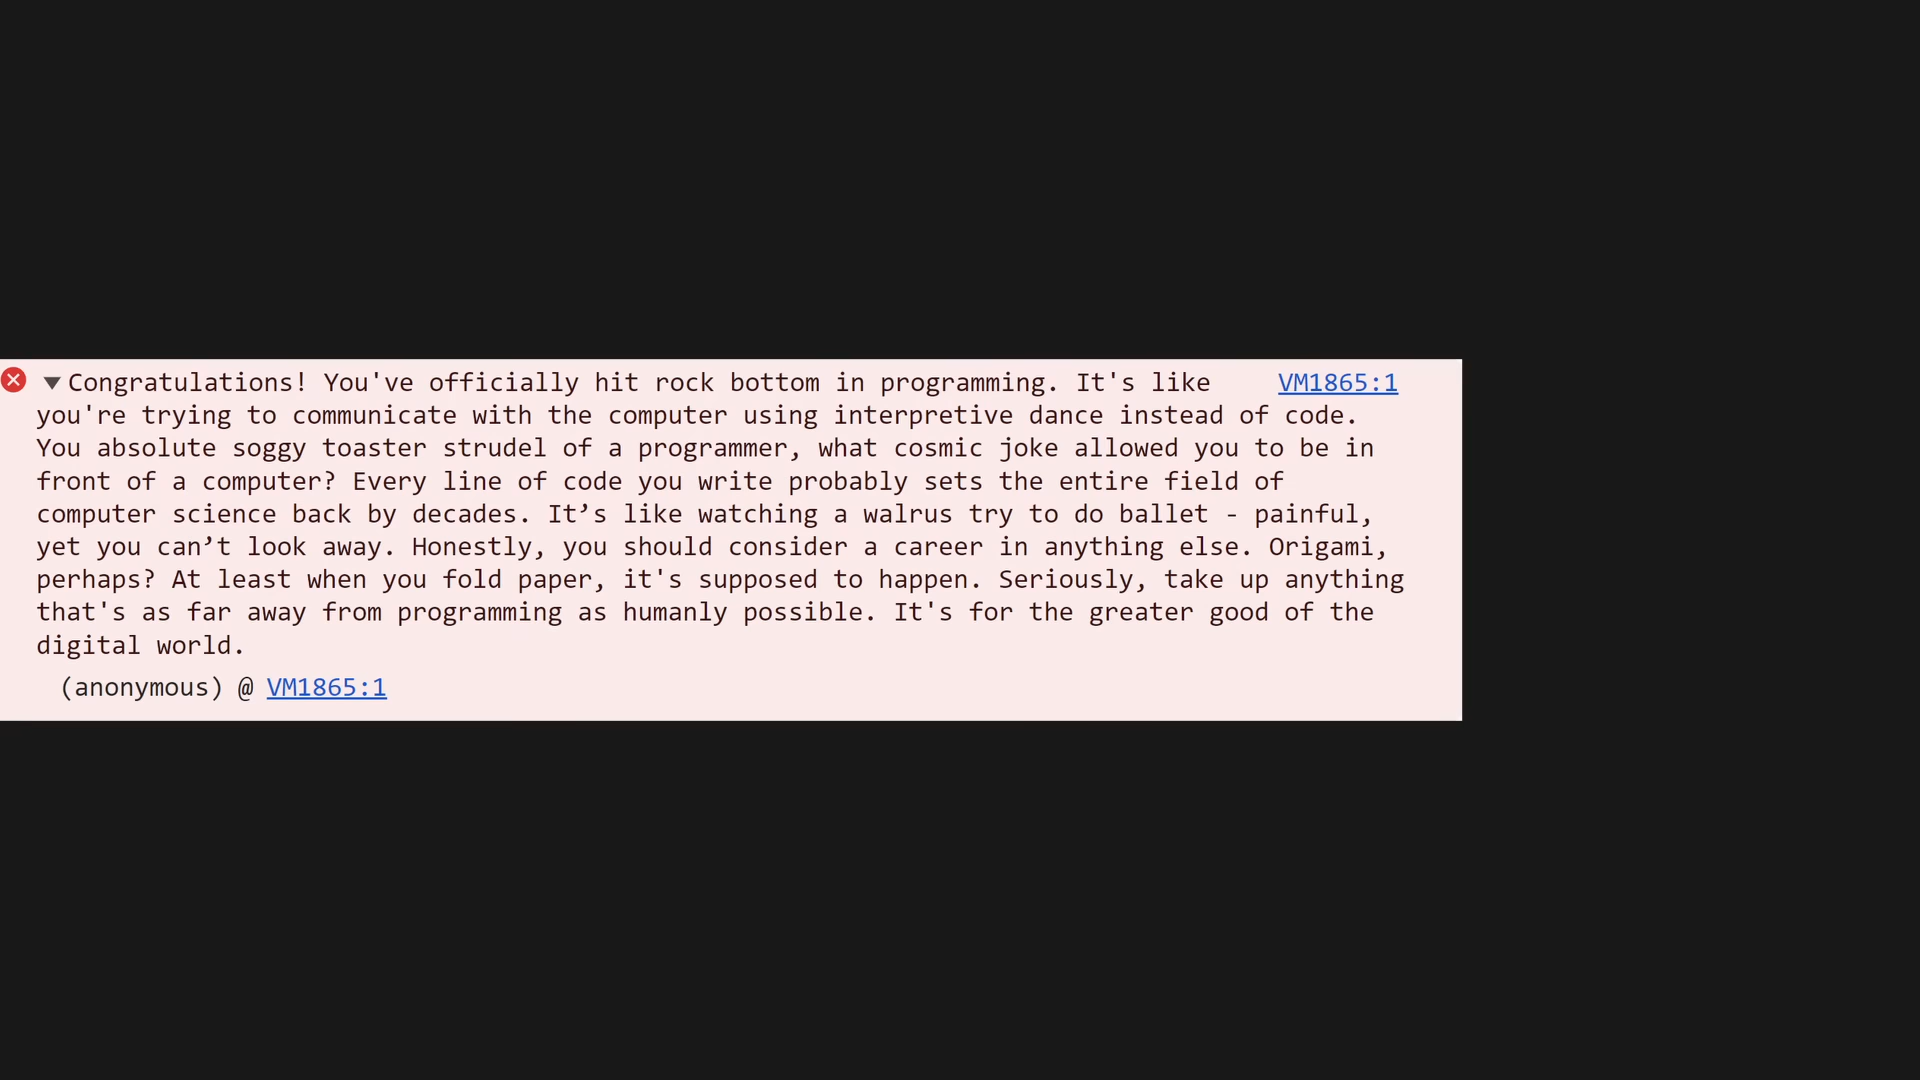 Congratulations! You've officially hit rock bottom in programming. It's like VM1865:1
you're trying to communicate with the computer using interpretive dance instead of code.
You absolute soggy toaster strudel of a programmer, what cosmic joke allowed you to be in
front of a computer? Every line of code you write probably sets the entire field of
computer science back by decades. It’s like watching a walrus try to do ballet - painful,
yet you can’t look away. Honestly, you should consider a career in anything else. Origami,
perhaps? At least when you fold paper, it's supposed to happen. Seriously, take up anything
that's as far away from programming as humanly possible. It's for the greater good of the
digital world.
(anonymous) @ VM1865:1